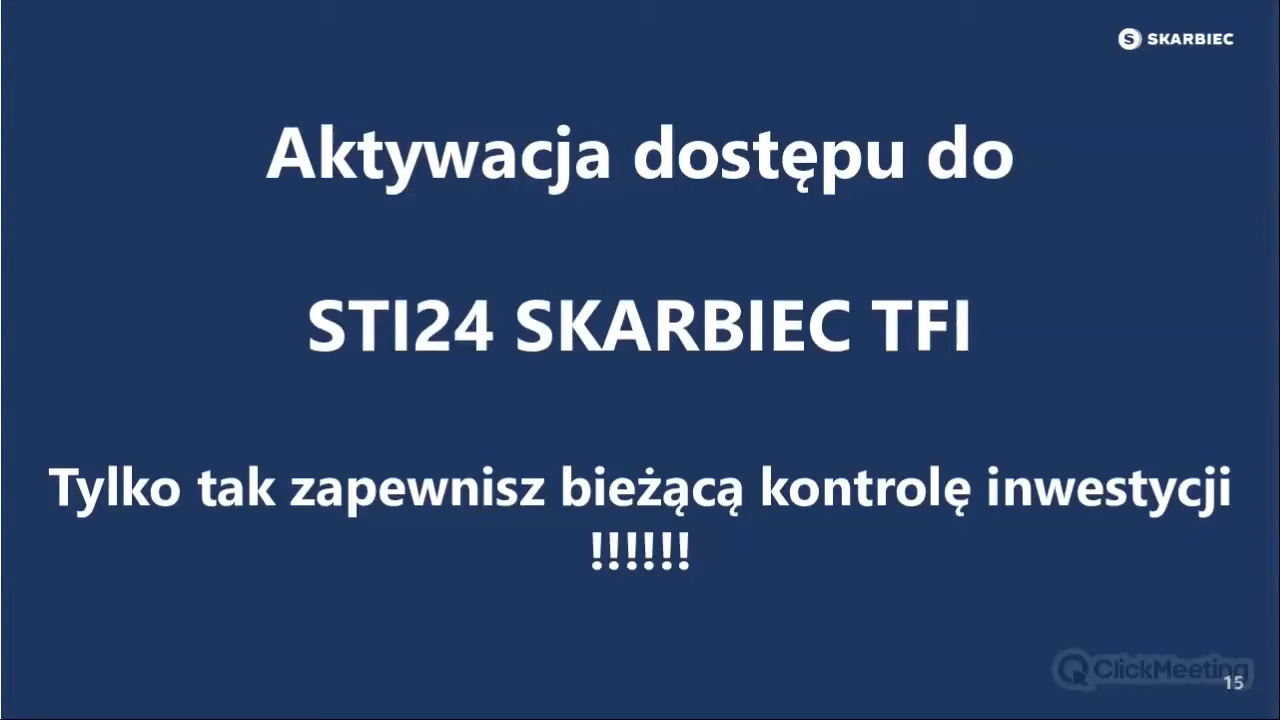 SKARBIEC
Aktywacja dostępu do
STI24 SKARBIEC TFI
Tylko tak zapewnisz bieżącą kontrolę inwestycji
!!!!!!
ClickMeeting
15